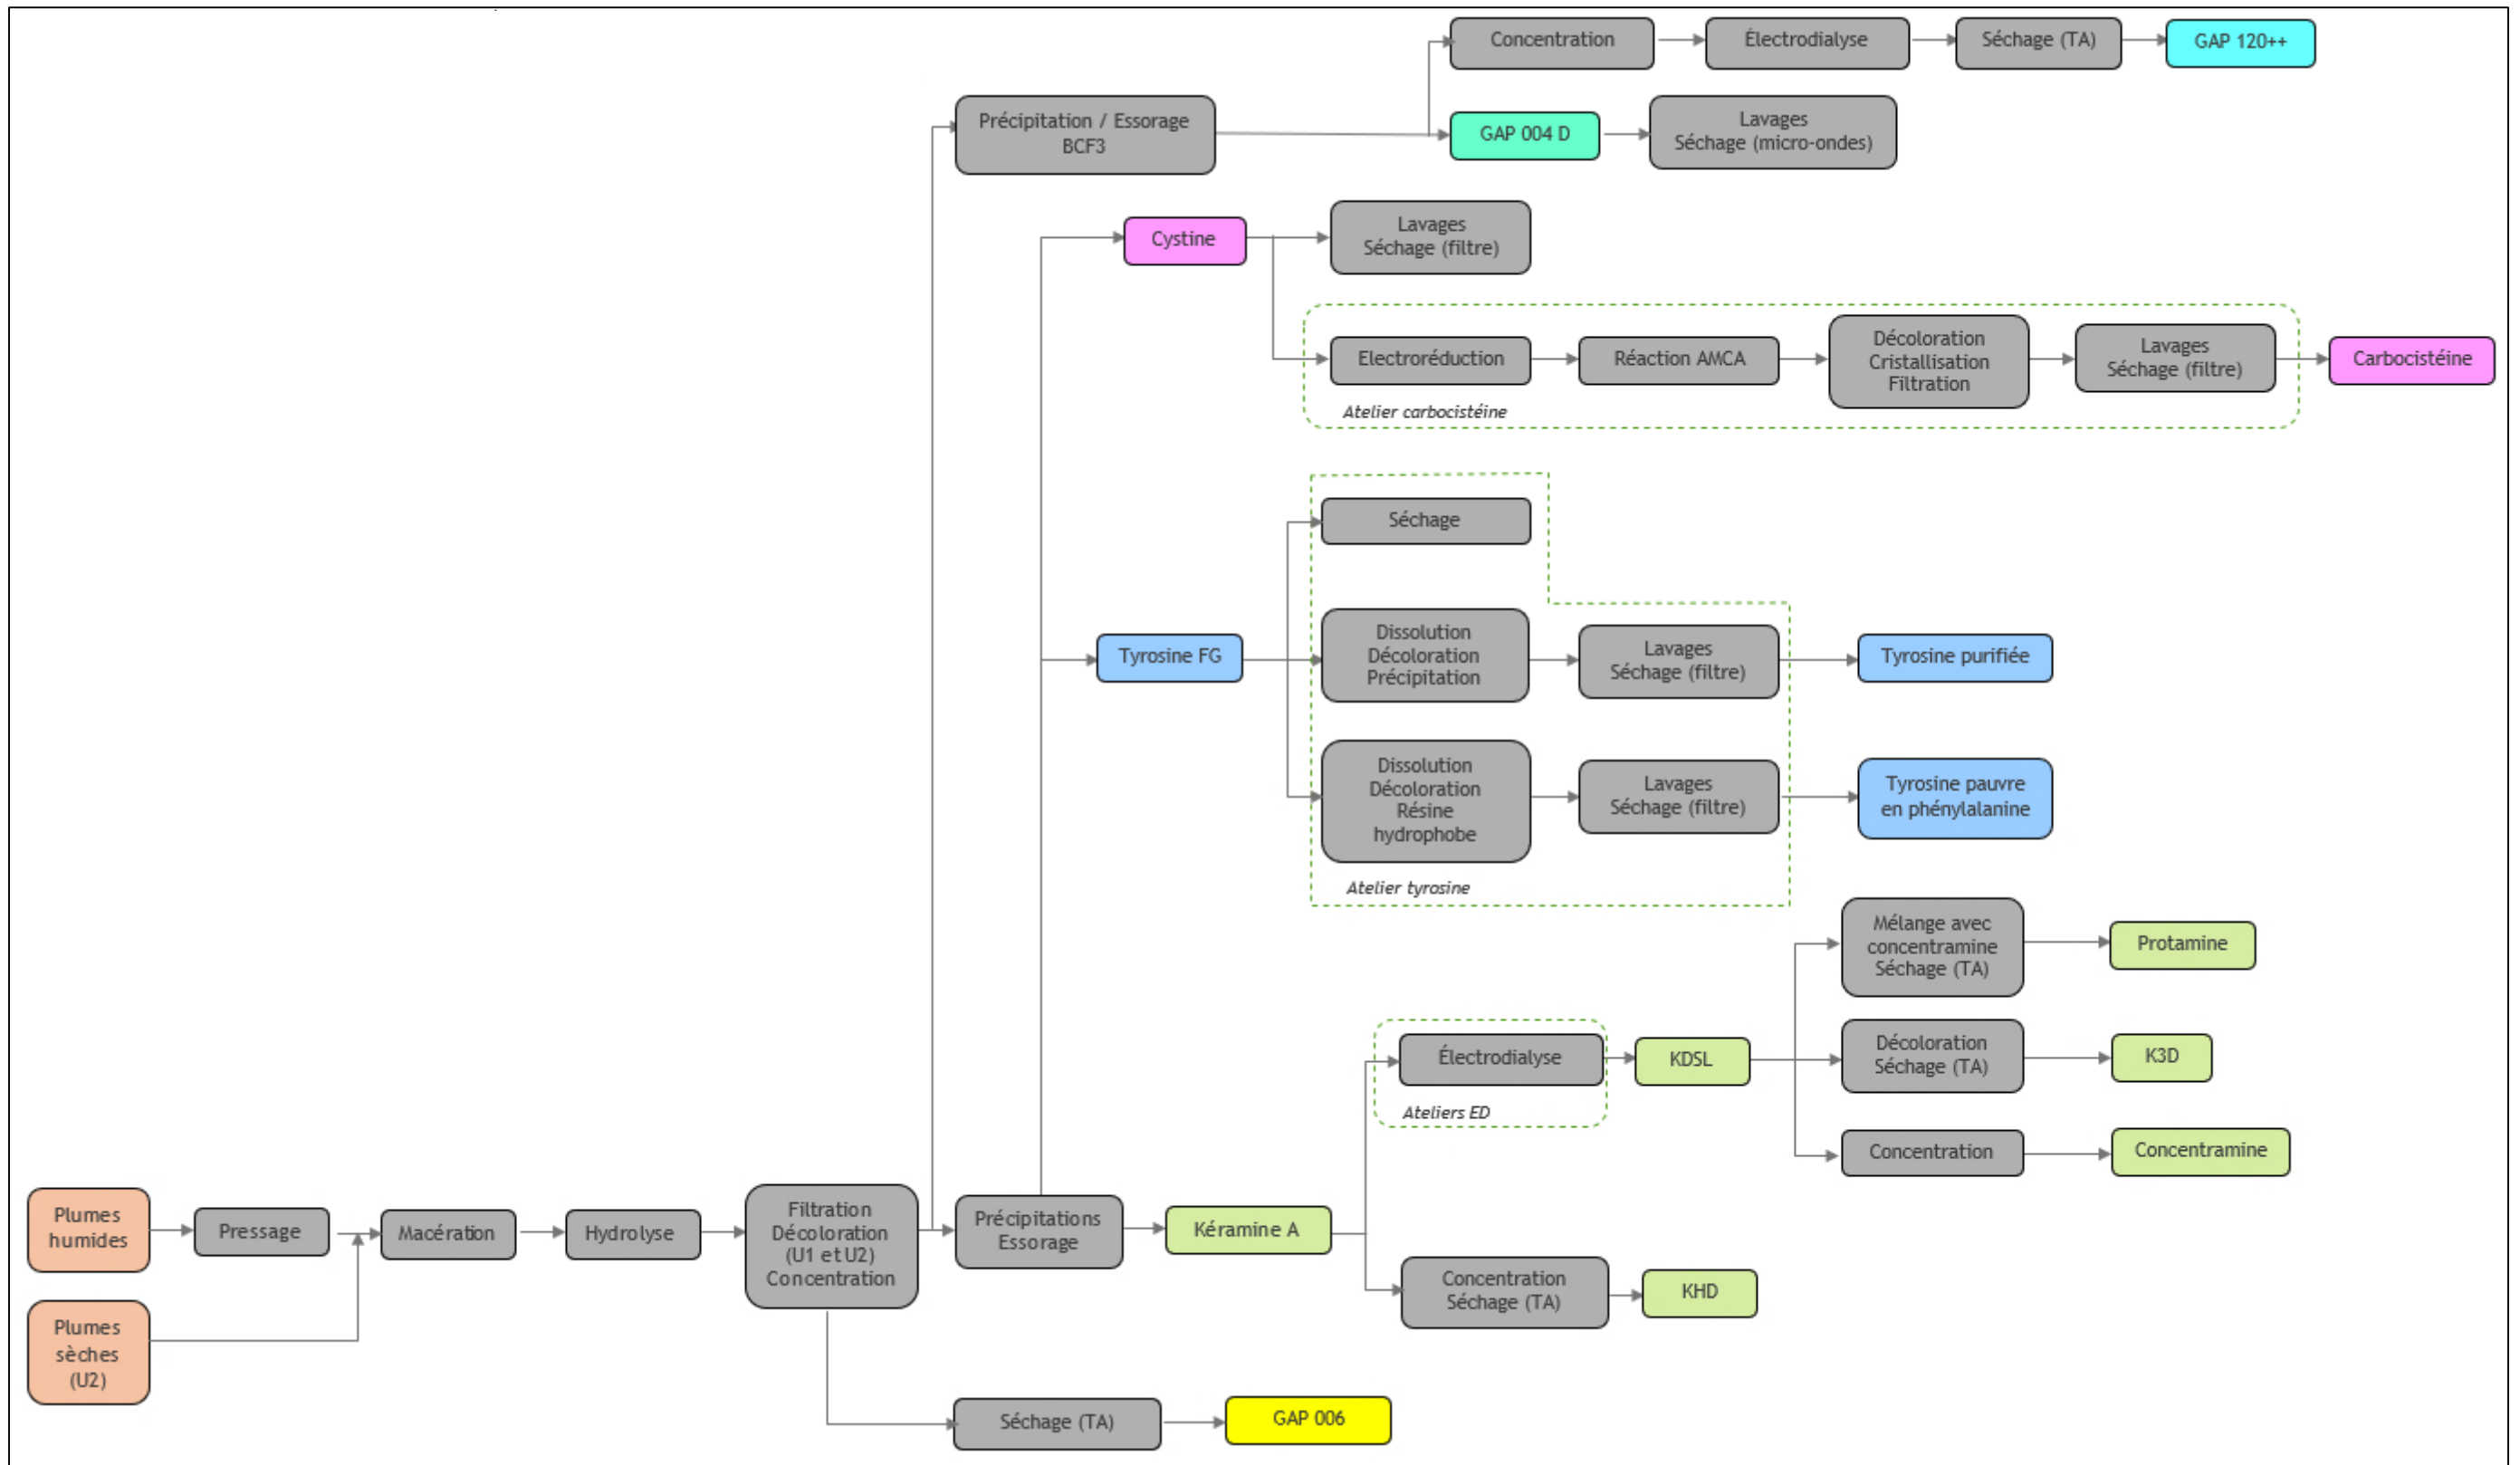 Concentration
Électrodialyse
Séchage (TA)
GAP 120++
Précipitation / Essorage
BCF3
GAP 004 D
Lavages
Séchage (micro-ondes)
Cystine
Lavages
Séchage (filtre)
Electroréduction
Réaction AMCA
Décoloration
Cristallisation
Filtration
Lavages
Séchage (filtre)
Carbocistéine
Atelier carbocistéine
Séchage
Tyrosine FG
Dissolution
Décoloration
Précipitation
Lavages
Séchage (filtre)
Tyrosine purifiée
Dissolution
Décoloration
Résine
hydrophobe
Lavages
Séchage (filtre)
Tyrosine pauvre
en phénylalanine
Atelier tyrosine
Mélange avec
concentramine
Séchage (TA)
Protamine
Électrodialyse
KDSL
Décoloration
Séchage (TA)
K3D
Ateliers ED
Concentration
Concentramine
Plumes
humides
Pressage
Macération
Hydrolyse
Filtration
Décoloration
(U1 et U2)
Concentration
Précipitations
Essorage
Kéramine A
Concentration
Séchage (TA)
KHD
Plumes
sèches
(U2)
Séchage (TA)
GAP 006